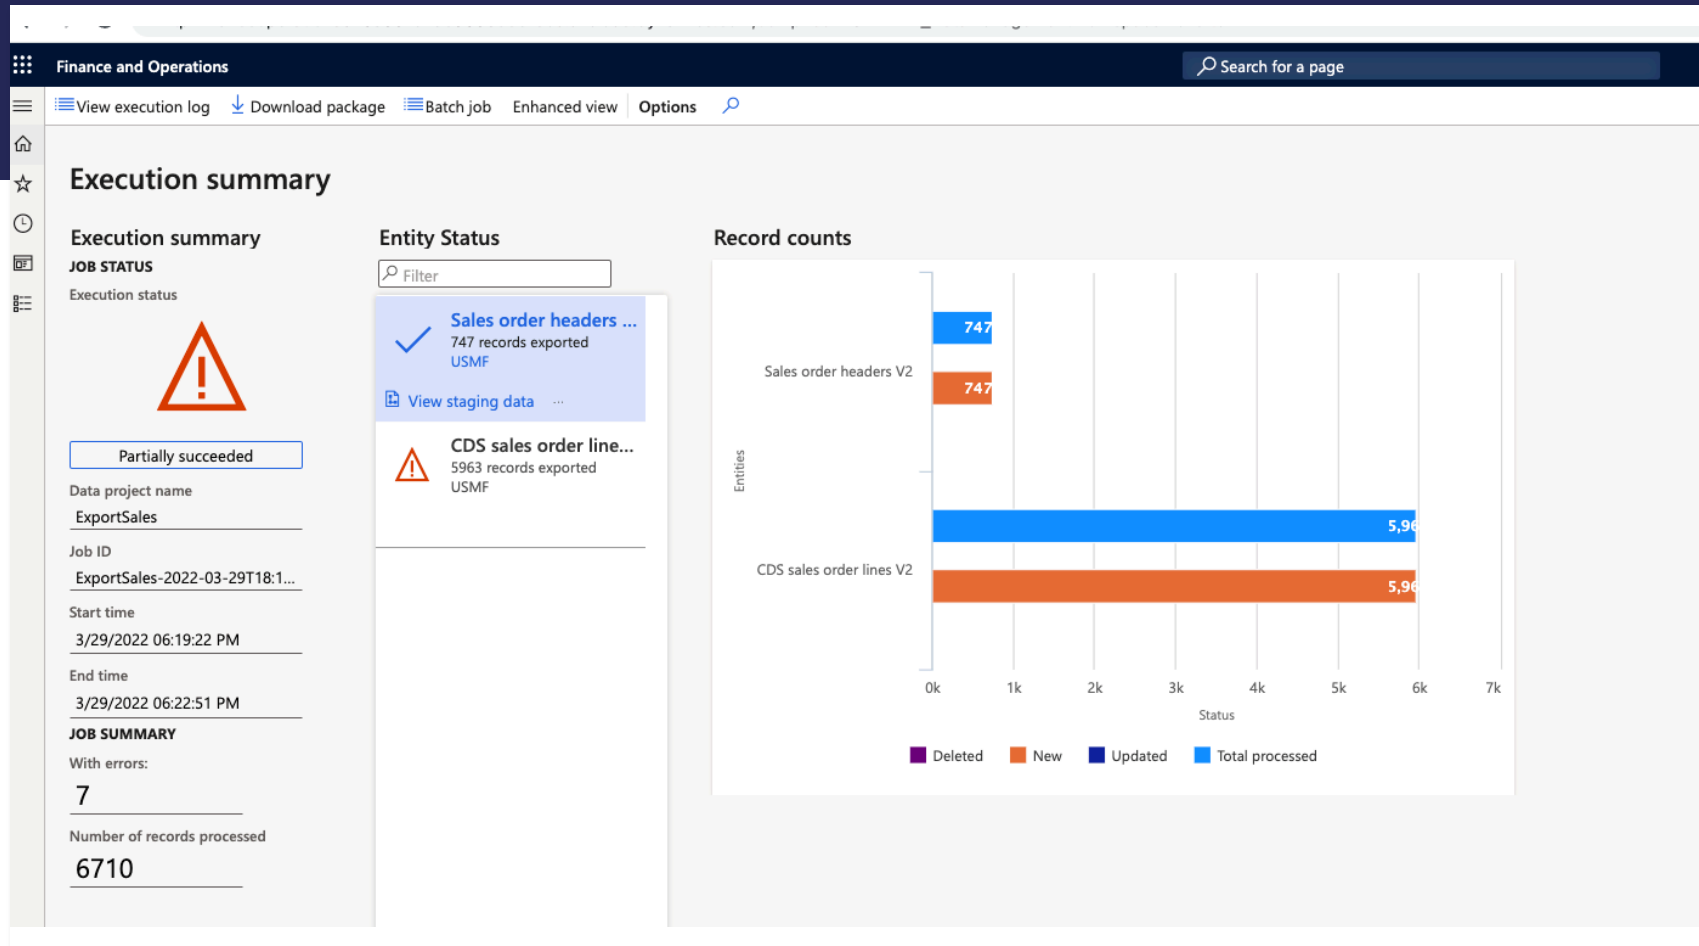 Finance and Operations
Search for a page
View execution log Download package Batch job Enhanced view Options
Execution summary
Execution summary
JOB STATUS
Execution status
Partially succeeded
Data project name
ExportSales
Job ID
ExportSales-2022-03-29T18:1...
Start time
3/29/2022 06:19:22 PM
End time
3/29/2022 06:22:51 PM
JOB SUMMARY
With errors:
7
Number of records processed
6710
Entity Status
Filter
Sales order headers ...
747 records exported
USMF
View staging data ...
CDS sales order line...
5963 records exported
USMF
Record counts
747
Sales order headers V2
747
Entities
5,96
CDS sales order lines V2
5,96
0k 1k 2k 3k 4k 5k 6k 7k
Status
Deleted New Updated Total processed